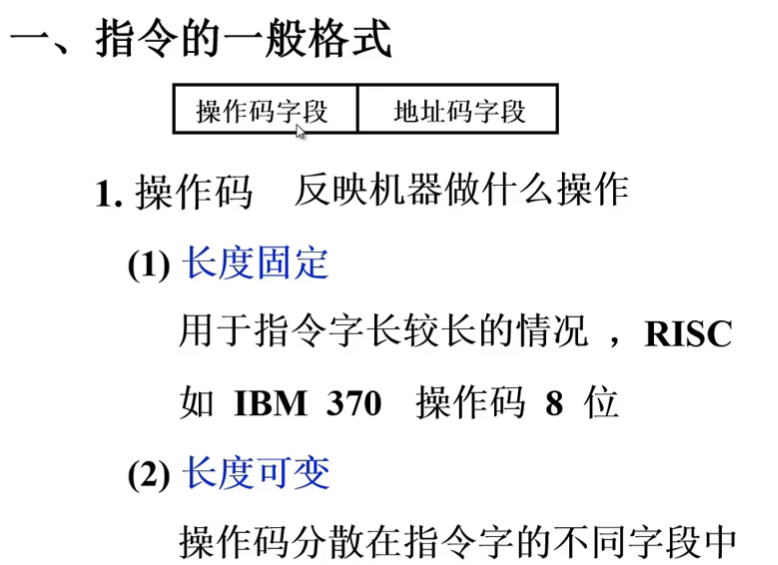 一、指令的一般格式
操作码字段 地址码字段
1. 操作码 反映机器做什么操作
(1) 长度固定
用于指令字长较长的情况 ，RISC
如 IBM 370 操作码 8 位
(2) 长度可变
操作码分散在指令字的不同字段中